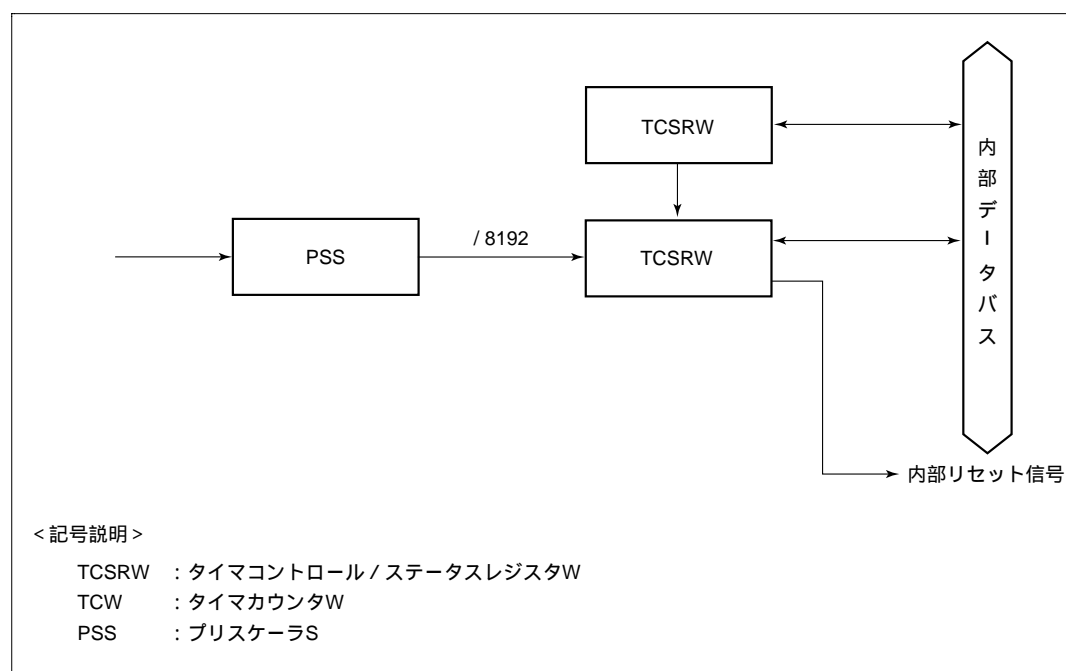 TCSRW
内部データバス
/ 8192
PSS
TCSRW
内部リセット信号
<記号説明>
TCSRW : タイマコントロール / ステータスレジスタW
TCW : タイマカウンタW
PSS : プリスケーラS